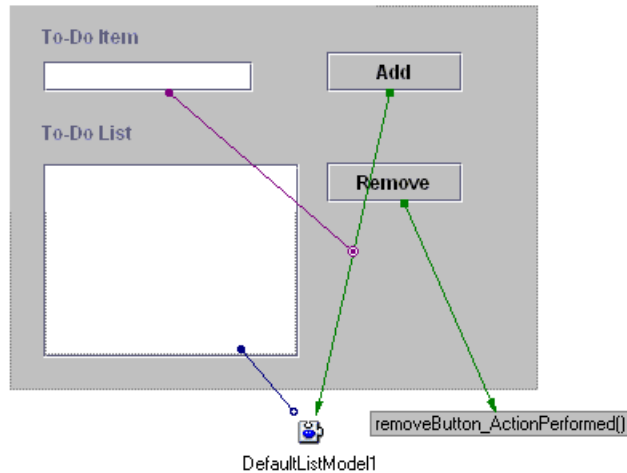 To-Do Item
Add
To-Do List
Remove
removeButton_ActionPerformed()
DefaultListModel1